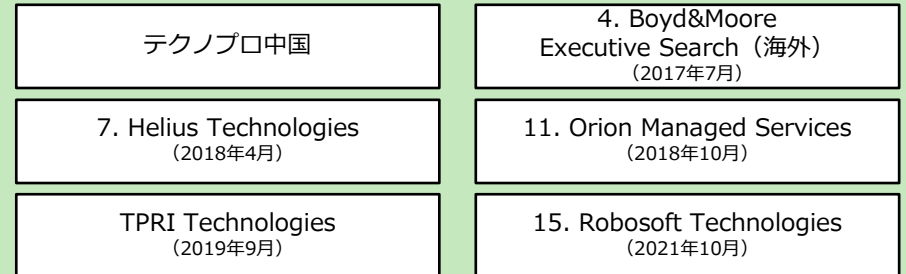 テクノプロ中国
4. Boyd&Moore
Executive Search（海外）
（2017年7月）
7. Helius Technologies
（2018年4月）
11. Orion Managed Services
（2018年10月）
TPRI Technologies
（2019年9月）
15. Robosoft Technologies
（2021年10月）